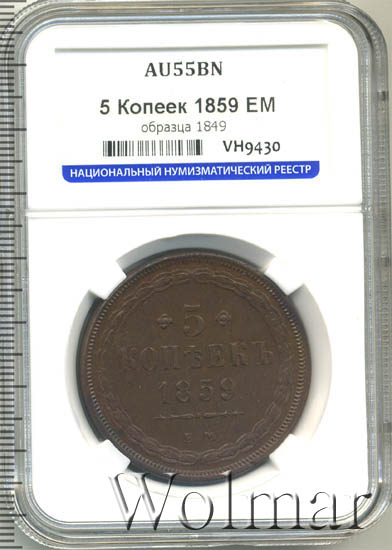 AU55BN
5 Копеек 1859 ЕМ
образца 1849
VH9430
НАЦИОНАЛЬНЫЙ НУМИЗМАТИЧЕСКИЙ РЕЕСТР
5
КОПѢЕКЪ
1859
Е М
Wolmar